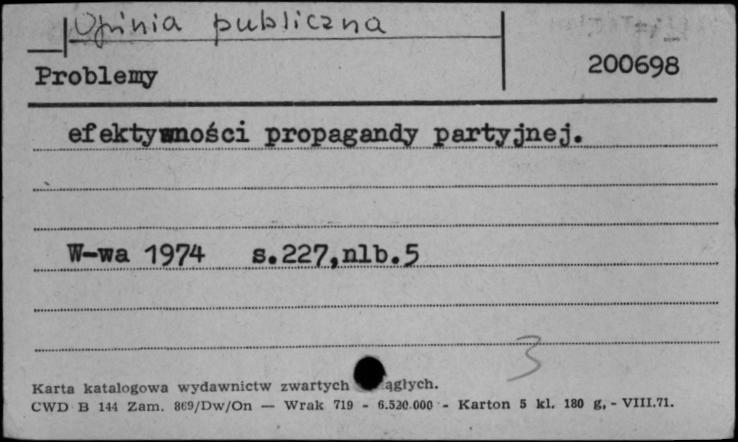 Opinia publiczna
Problemy
200698
efektywności propagandy partyjnej.
W-wa 1974 s.227,nlb.5
3
Karta katalogowa wydawnictw zwartych
CWD B 144 Zam. 869/Dw/On — Wrak 719 - 6.520.000 - Karton 5 kl. 180 g. - VIII.71.